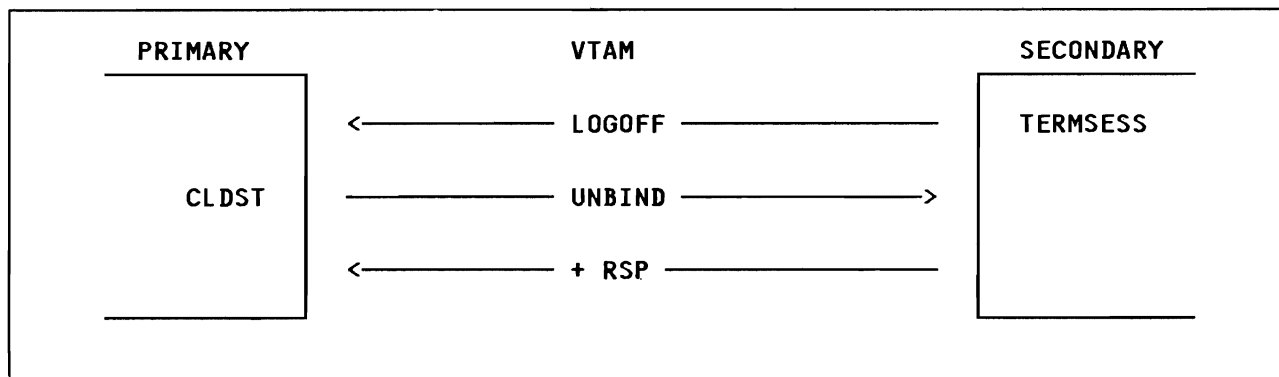 PRIMARY VTAM SECONDARY
LOGOFF TERMSESS
CLDST UNBIND
+ RSP